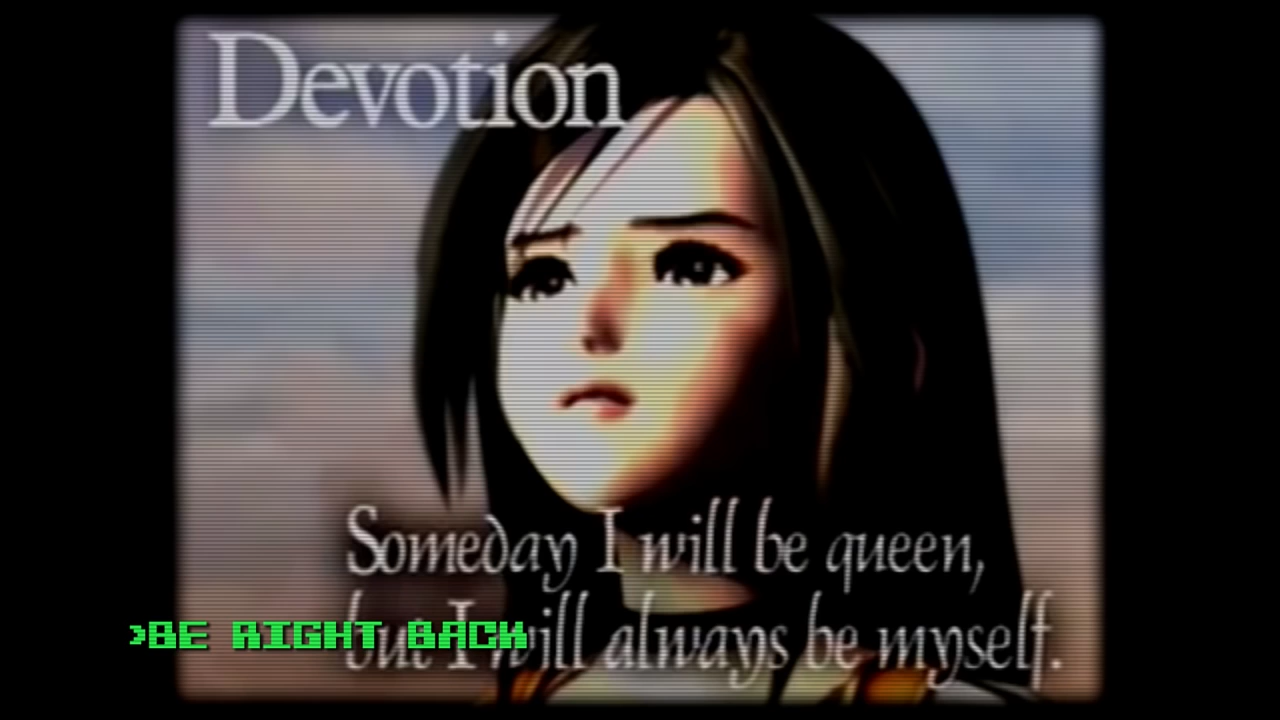 Devotion
Someday I will be queen,
but I will always be myself.
>BE RIGHT BACK